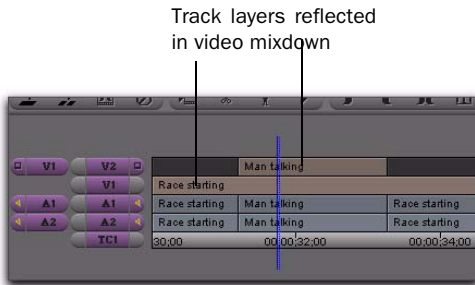 Track layers reflected
in video mixdown
V1 V2 Man talking
V1 Race starting
A1 A1 Race starting Man talking Race starting
A2 A2 Race starting Man talking Race starting
TC1 30;00 00;00;32;00 00;00;34;00